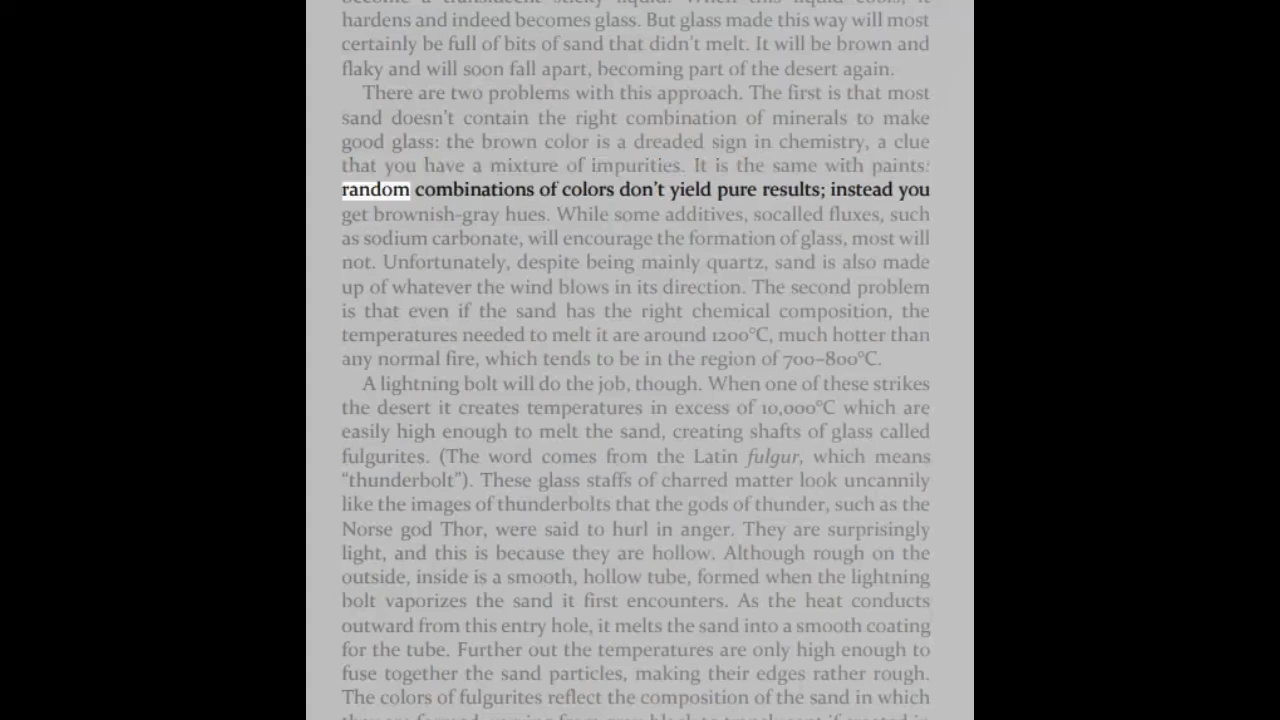 become a translucent sticky liquid. When this liquid cools, it
hardens and indeed becomes glass. But glass made this way will most
certainly be full of bits of sand that didn't melt. It will be brown and
flaky and will soon fall apart, becoming part of the desert again.
There are two problems with this approach. The first is that most
sand doesn't contain the right combination of minerals to make
good glass: the brown color is a dreaded sign in chemistry, a clue
that you have a mixture of impurities. It is the same with paints:
random combinations of colors don't yield pure results; instead you
get brownish-gray hues. While some additives, socalled fluxes, such
as sodium carbonate, will encourage the formation of glass, most will
not. Unfortunately, despite being mainly quartz, sand is also made
up of whatever the wind blows in its direction. The second problem
is that even if the sand has the right chemical composition, the
temperatures needed to melt it are around 1200°C, much hotter than
any normal fire, which tends to be in the region of 700–800°C.
A lightning bolt will do the job, though. When one of these strikes
the desert it creates temperatures in excess of 10,000°C which are
easily high enough to melt the sand, creating shafts of glass called
fulgurites. (The word comes from the Latin fulgur, which means
“thunderbolt”). These glass staffs of charred matter look uncannily
like the images of thunderbolts that the gods of thunder, such as the
Norse god Thor, were said to hurl in anger. They are surprisingly
light, and this is because they are hollow. Although rough on the
outside, inside is a smooth, hollow tube, formed when the lightning
bolt vaporizes the sand it first encounters. As the heat conducts
outward from this entry hole, it melts the sand into a smooth coating
for the tube. Further out the temperatures are only high enough to
fuse together the sand particles, making their edges rather rough.
The colors of fulgurites reflect the composition of the sand in which